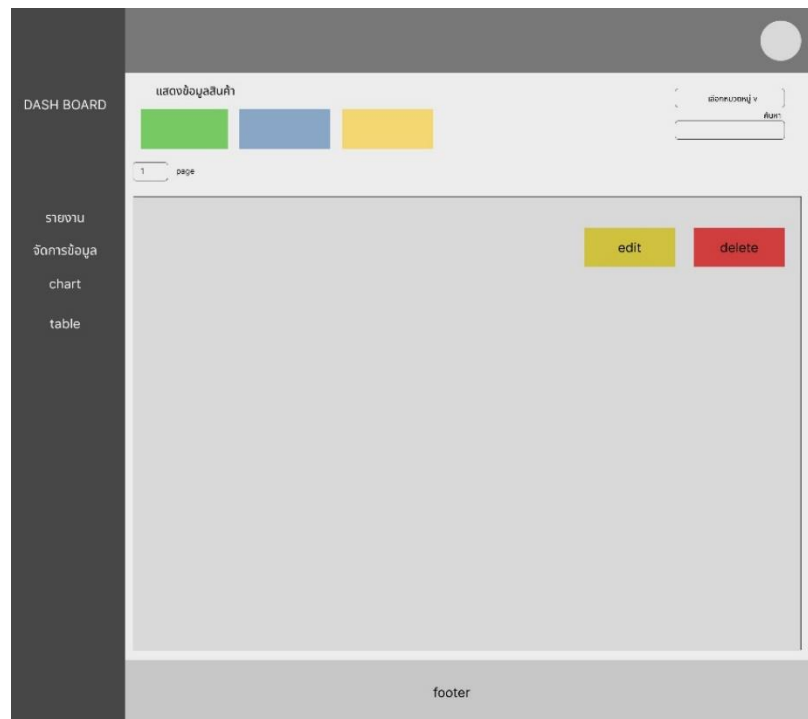 DASH BOARD
รายงาน
จัดการข้อมูล
chart
table
แสดงข้อมูลสินค้า
เลือกหมวดหมู่ v
ค้นหา
1 page
edit
delete
footer